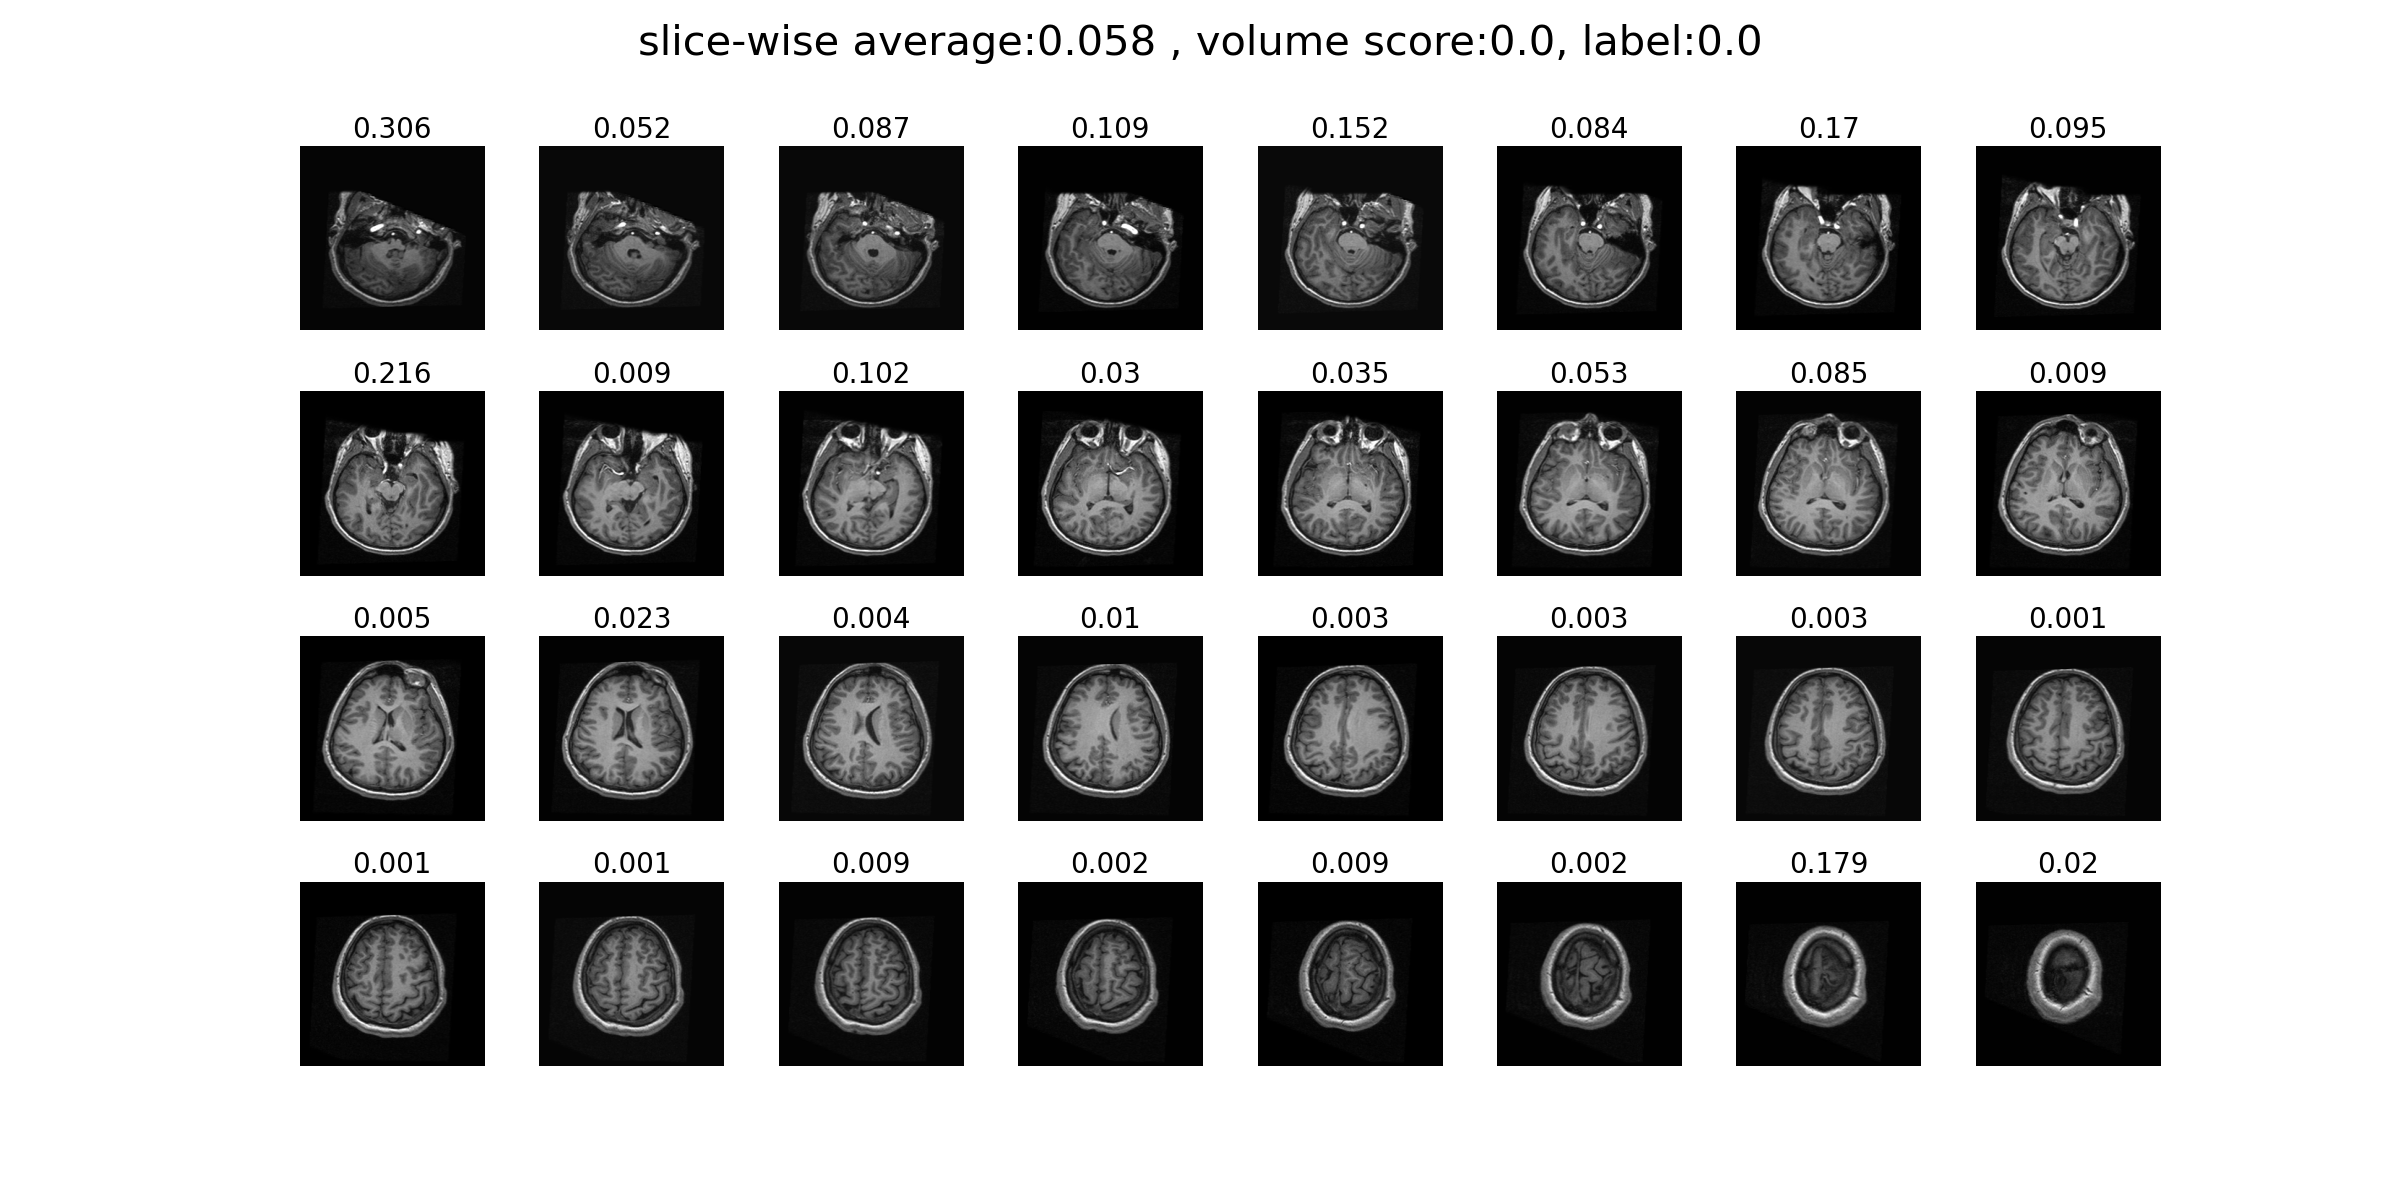 slice-wise average:0.058 , volume score:0.0, label:0.0
0.306 0.052 0.087 0.109 0.152 0.084 0.17 0.095
0.216 0.009 0.102 0.03 0.035 0.053 0.085 0.009
0.005 0.023 0.004 0.01 0.003 0.003 0.003 0.001
0.001 0.001 0.009 0.002 0.009 0.002 0.179 0.02